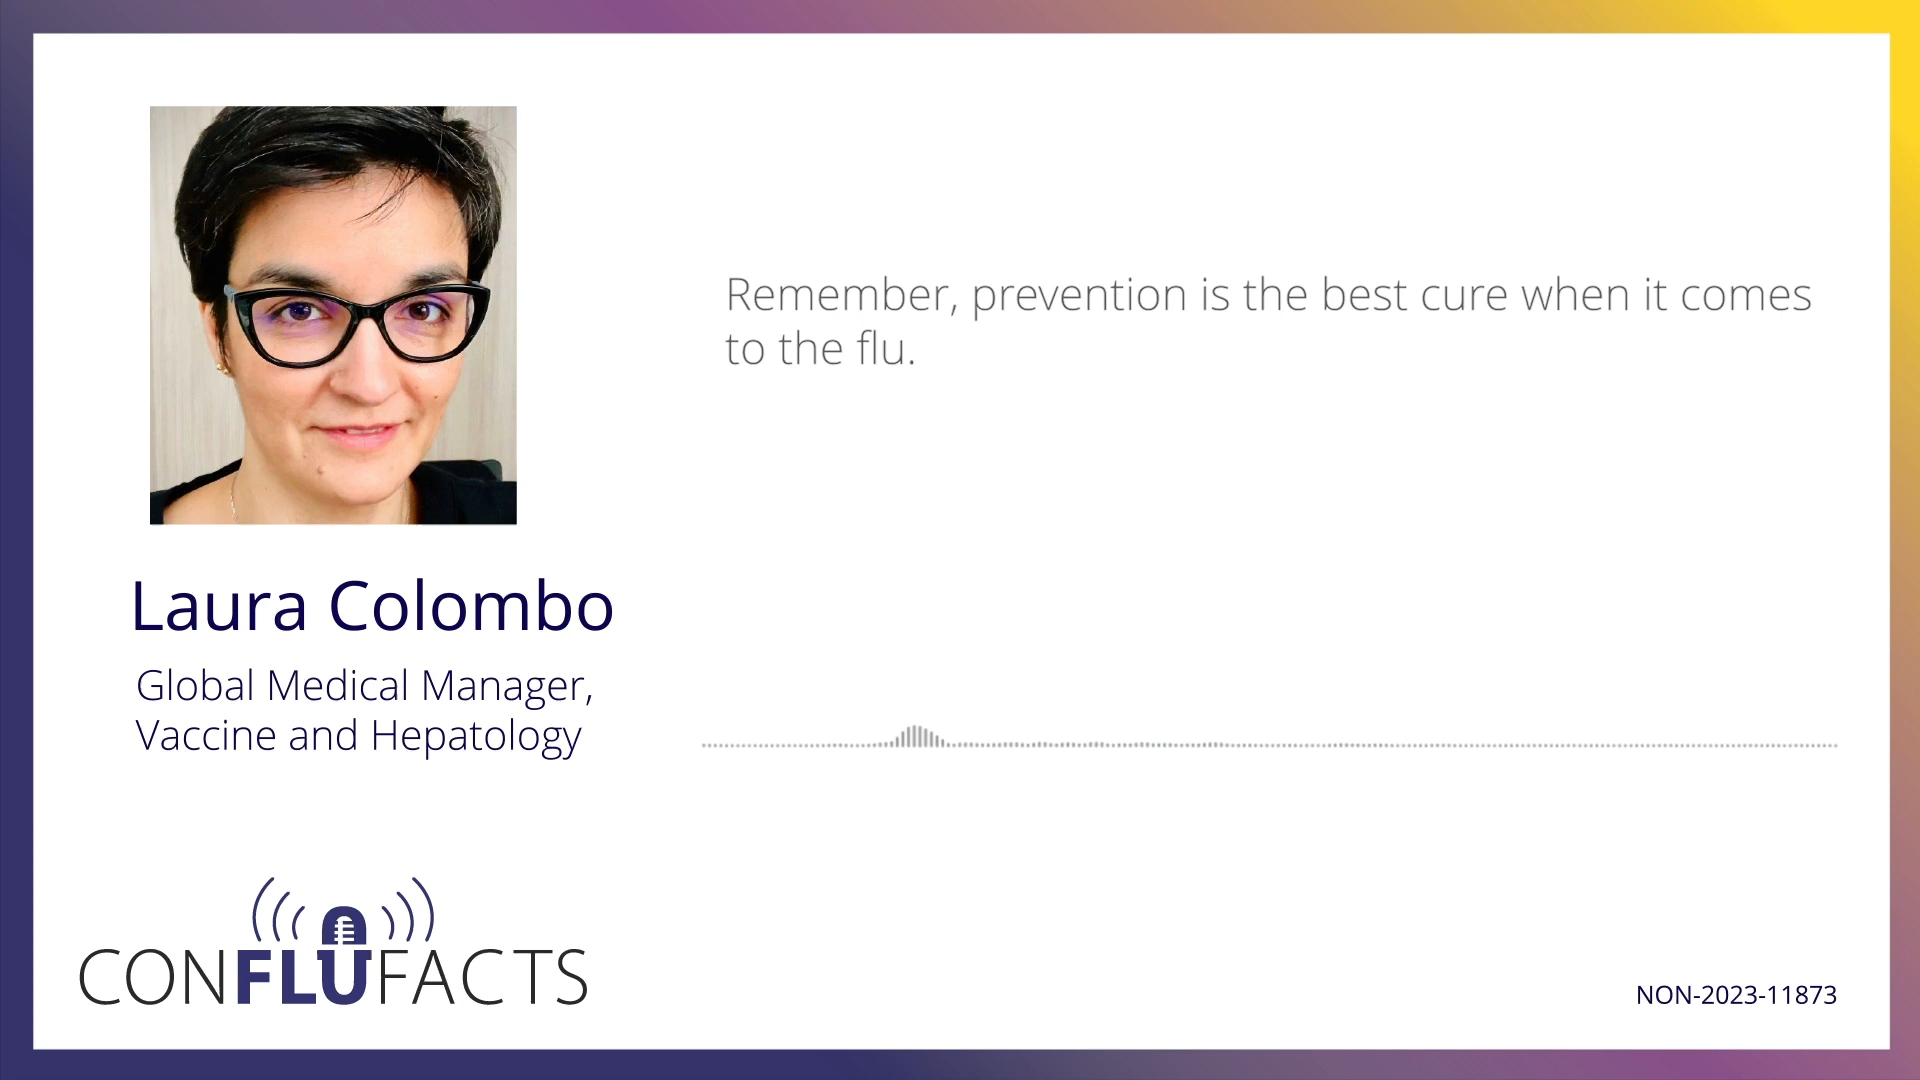 Remember, prevention is the best cure when it comes
to the flu.
Laura Colombo
Global Medical Manager,
Vaccine and Hepatology
CONFLUFACTS
NON-2023-11873